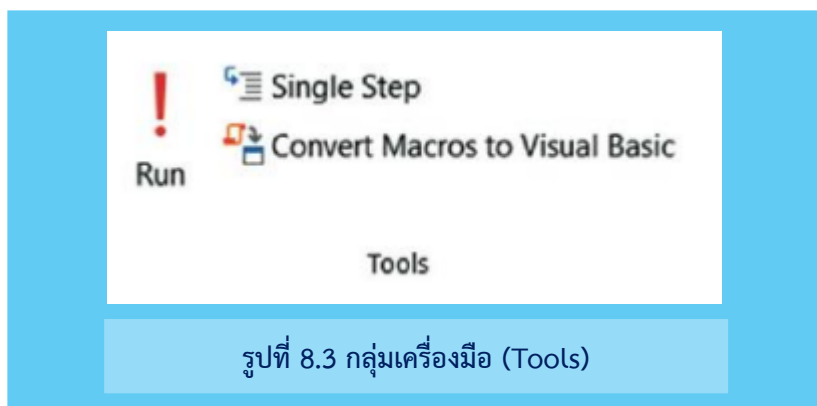 Single Step
Convert Macros to Visual Basic
Run
Tools
รูปที่ 8.3 กลุ่มเครื่องมือ (Tools)